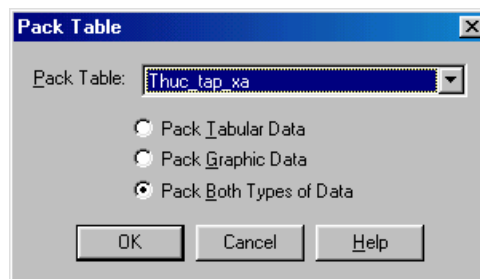 Pack Table
Pack Table: Thuc_tap_xa
Pack Tabular Data
Pack Graphic Data
Pack Both Types of Data
OK Cancel Help